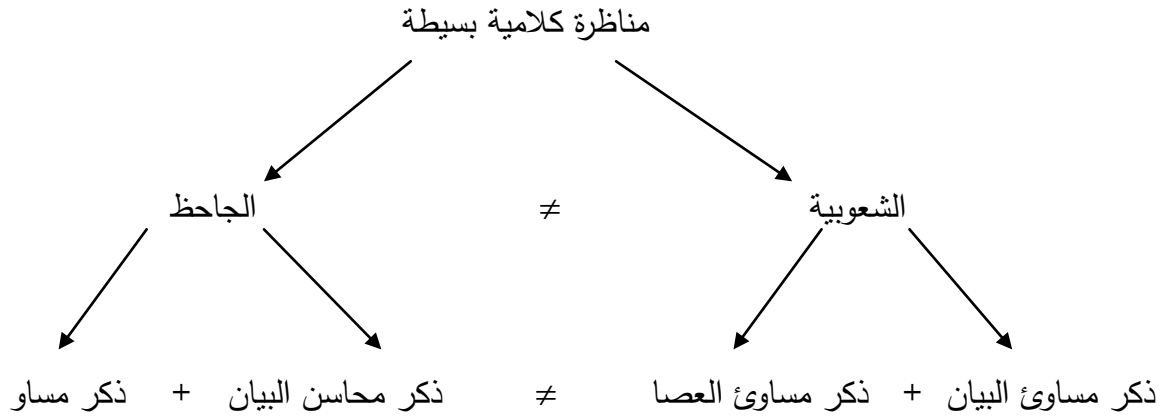 مناظرة كلامية بسيطة
الشعوبية ≠ الجاحظ
ذكر مساوئ البيان + ذكر مساوئ العصا ≠ ذكر محاسن البيان + ذكر مساو